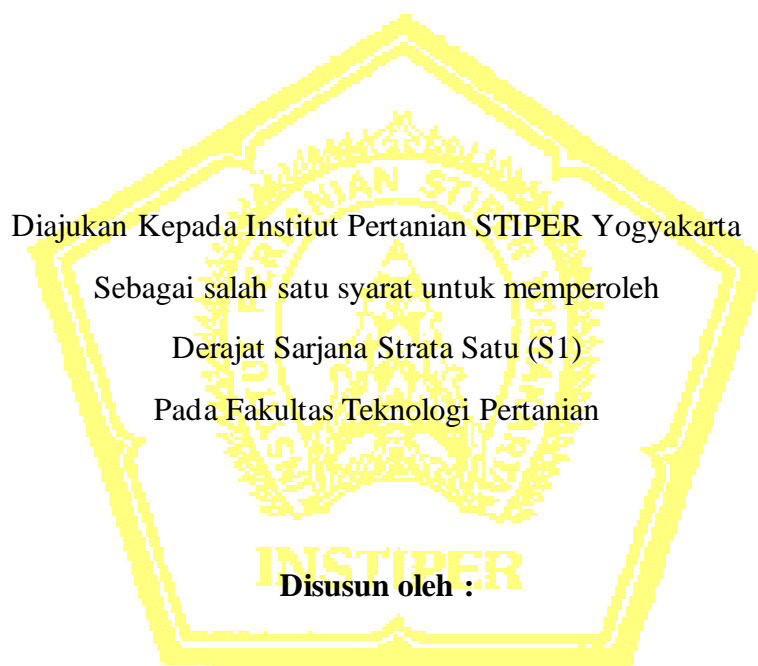 Diajukan Kepada Institut Pertanian STIPER Yogyakarta
Sebagai salah satu syarat untuk memperoleh
Derajat Sarjana Strata Satu (S1)
Pada Fakultas Teknologi Pertanian
INSTIPER
Disusun oleh :